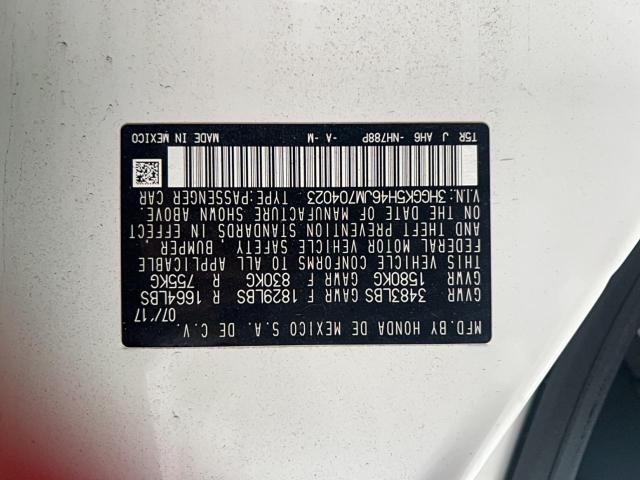 MFD.BY HONDA DE MEXICO S.A. DE C.V. 07/'17
GVWR 3483LBS GAWR F 1829LBS R 1664LBS
GVWR 1580KG GAWR F 830KG R 755KG
THIS VEHICLE CONFORMS TO ALL APPLICABLE
FEDERAL MOTOR VEHICLE SAFETY, BUMPER,
AND THEFT PREVENTION STANDARDS IN EFFECT
ON THE DATE OF MANUFACTURE SHOWN ABOVE.
V.I.N.:3HGGK5H46JM704023 TYPE:PASSENGER CAR
T5R J AH6 -NH788P -A -M MADE IN MEXICO